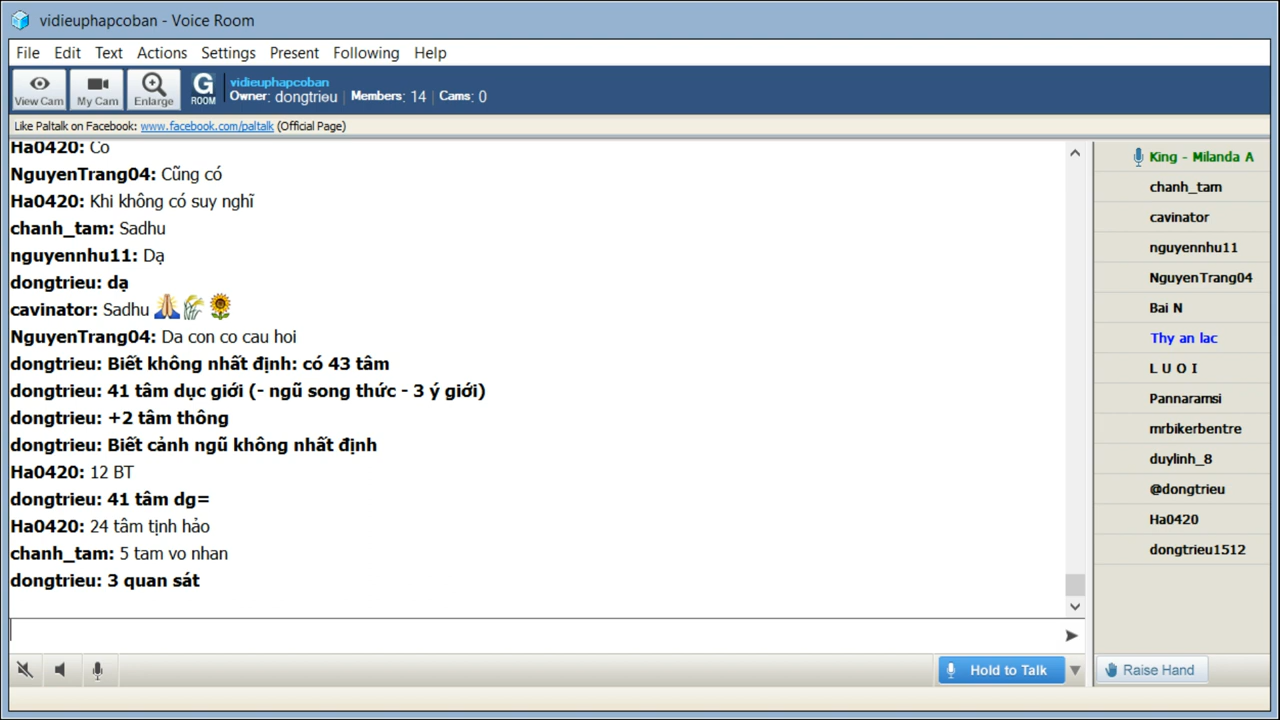 vidieuphapcoban - Voice Room
File Edit Text Actions Settings Present Following Help
View Cam
My Cam
Enlarge
G ROOM
vidieuphapcoban
Owner: dongtrieu | Members: 14 | Cams: 0
Like Paltalk on Facebook: www.facebook.com/paltalk (Official Page)
Ha0420: Co
NguyenTrang04: Cũng có
Ha0420: Khi không có suy nghĩ
chanh_tam: Sadhu
nguyennhu11: Dạ
dongtrieu: dạ
cavinator: Sadhu 🙏🌾🌻
NguyenTrang04: Da con co cau hoi
dongtrieu: Biết không nhất định: có 43 tâm
dongtrieu: 41 tâm dục giới (- ngũ song thức - 3 ý giới)
dongtrieu: +2 tâm thông
dongtrieu: Biết cảnh ngũ không nhất định
Ha0420: 12 BT
dongtrieu: 41 tâm dg=
Ha0420: 24 tâm tịnh hảo
chanh_tam: 5 tam vo nhan
dongtrieu: 3 quan sát
King - Milanda A
chanh_tam
cavinator
nguyennhu11
NguyenTrang04
Bai N
Thy an lac
L U O I
Pannaramsi
mrbikerbentre
duylinh_8
@dongtrieu
Ha0420
dongtrieu1512
Hold to Talk
Raise Hand